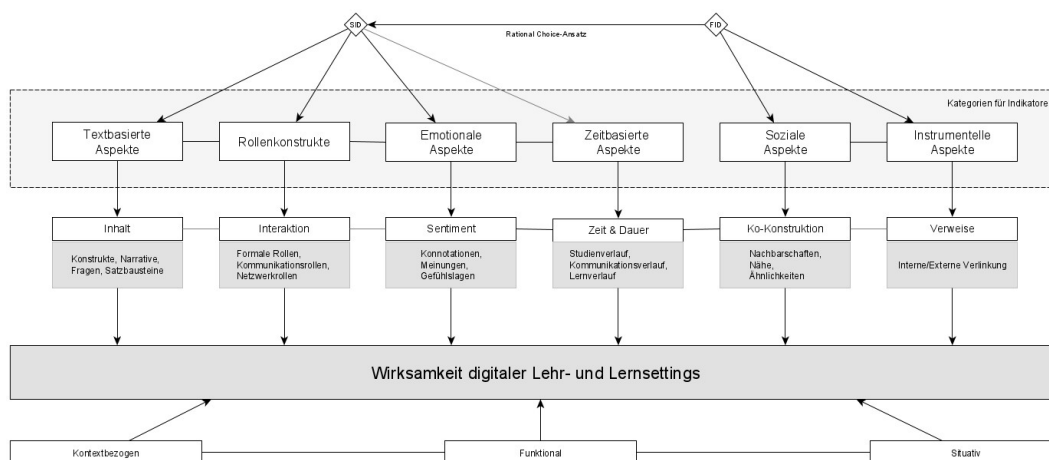 SID
FID
Rational Choice-Ansatz
Kategorien für Indikatoren
Textbasierte
Aspekte
Rollenkonstrukte
Emotionale
Aspekte
Zeitbasierte
Aspekte
Soziale
Aspekte
Instrumentelle
Aspekte
Inhalt
Konstrukte, Narrative,
Fragen, Satzbausteine
Interaktion
Formale Rollen,
Kommunikationsrollen,
Netzwerkrollen
Sentiment
Konnotationen,
Meinungen,
Gefühlslagen
Zeit & Dauer
Studienverlauf,
Kommunikationsverlauf,
Lernverlauf
Ko-Konstruktion
Nachbarschaften,
Nähe,
Ähnlichkeiten
Verweise
Interne/Externe Verlinkung
Wirksamkeit digitaler Lehr- und Lernsettings
Kontextbezogen
Funktional
Situativ